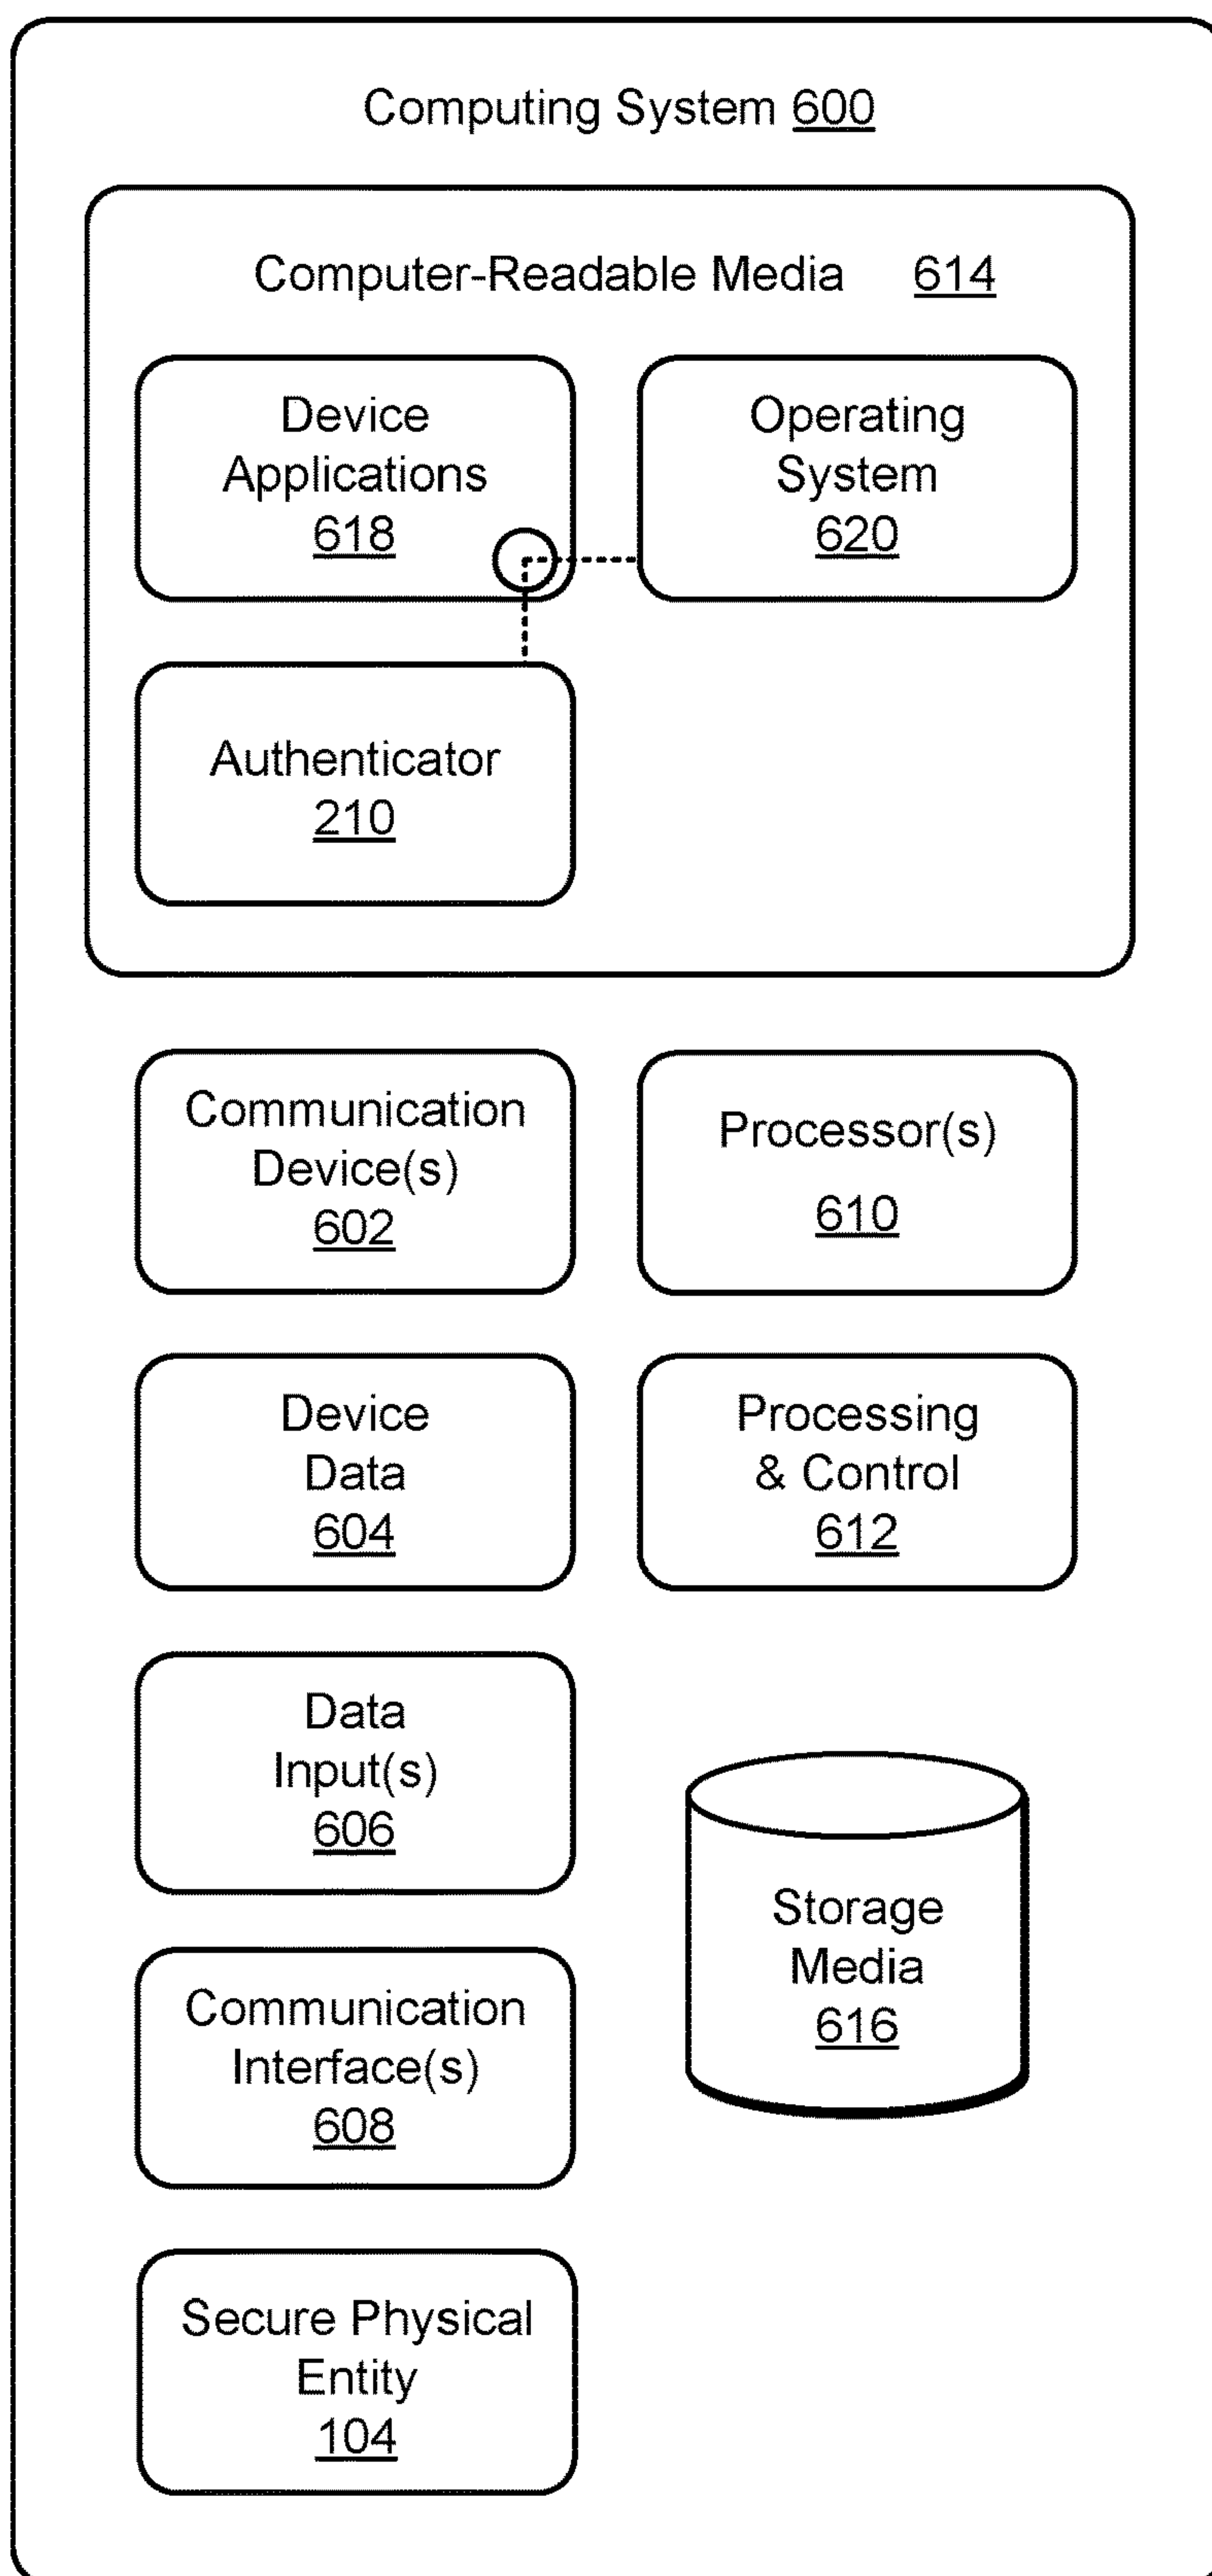 Computing System 600
Computer-Readable Media 614
Device
Applications
618
Operating
System
620
Authenticator
210
Communication
Device(s)
602
Processor(s)
610
Device
Data
604
Processing
& Control
612
Data
Input(s)
606
Storage
Media
616
Communication
Interface(s)
608
Secure Physical
Entity
104